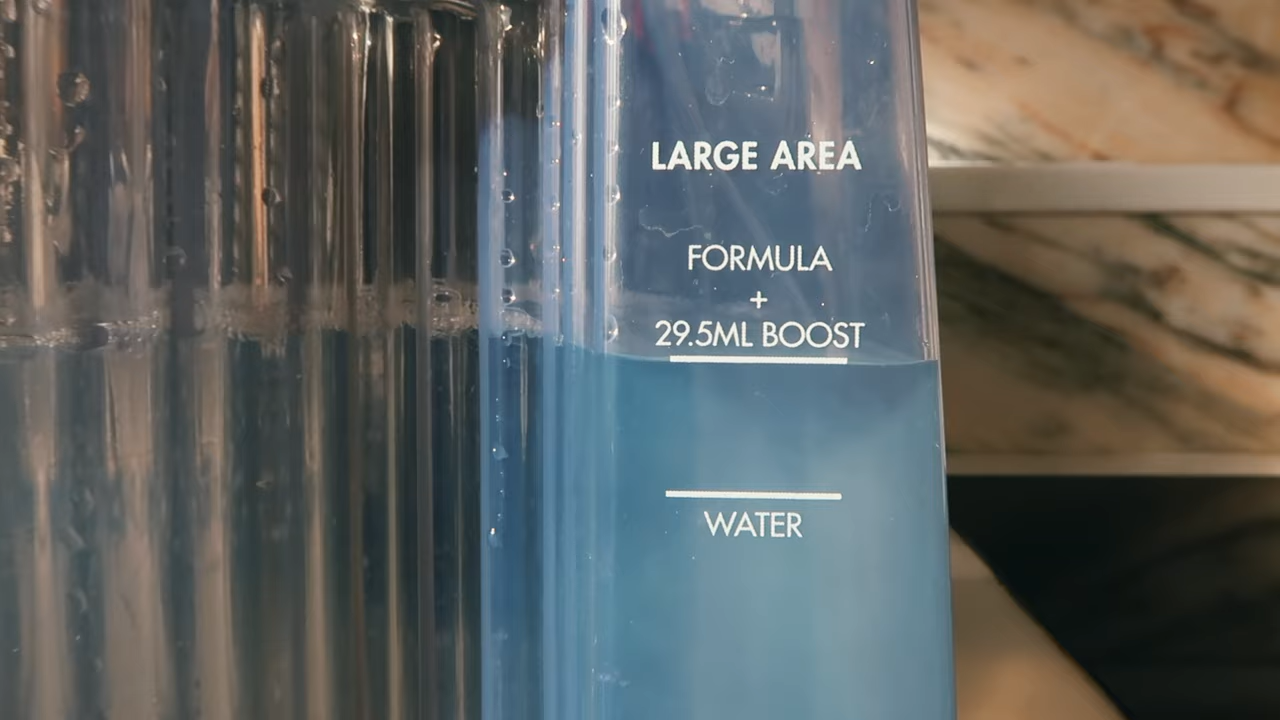 LARGE AREA
FORMULA
+
29.5ML BOOST
WATER